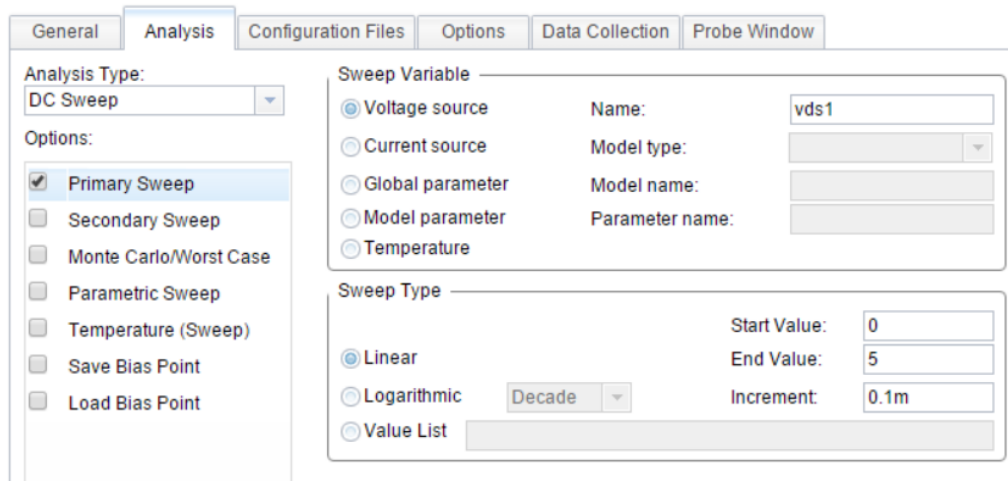 General Analysis Configuration Files Options Data Collection Probe Window
Analysis Type:
DC Sweep
Options:
Primary Sweep
Secondary Sweep
Monte Carlo/Worst Case
Parametric Sweep
Temperature (Sweep)
Save Bias Point
Load Bias Point
Sweep Variable
Voltage source Name: vds1
Current source Model type:
Global parameter Model name:
Model parameter Parameter name:
Temperature
Sweep Type
Start Value: 0
Linear End Value: 5
Logarithmic Decade Increment: 0.1m
Value List